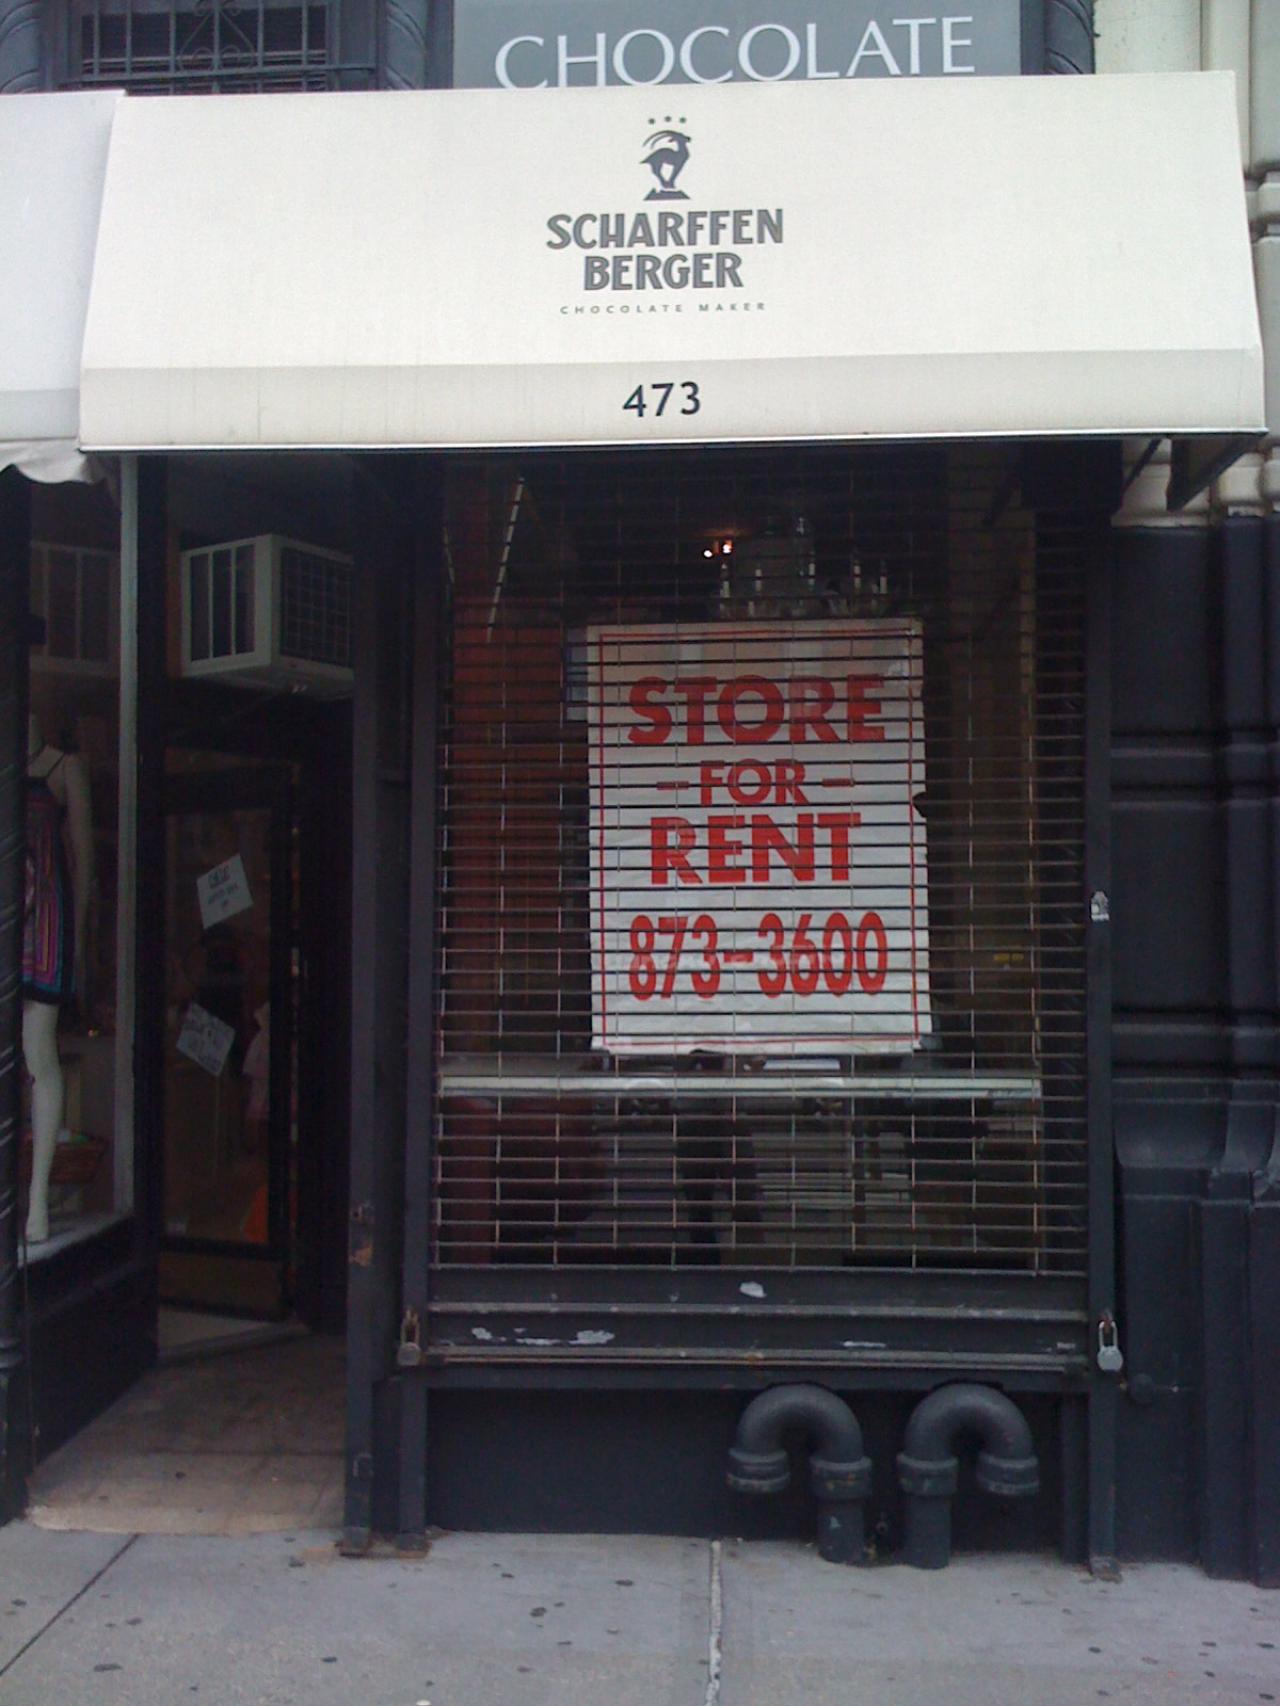 CHOCOLATE
SCHARFFEN
BERGER
CHOCOLATE MAKER
473
STORE
-FOR-
RENT
873-3600